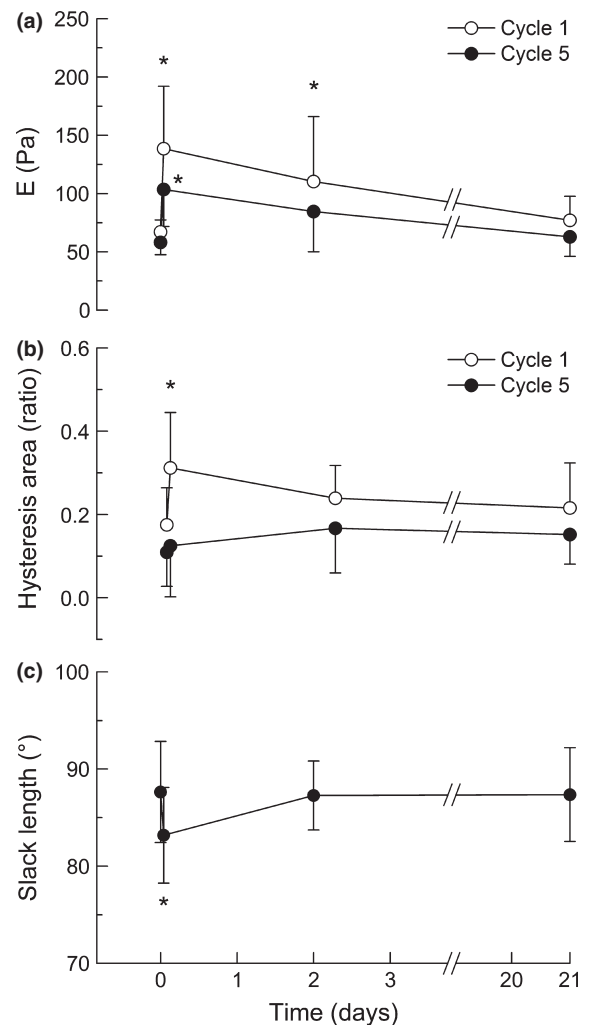 (a)
250
200
150
100
50
0
E (Pa)
Cycle 1
Cycle 5
*
*
*
(b)
0.6
0.4
0.2
0.0
Hysteresis area (ratio)
Cycle 1
Cycle 5
*
(c)
100
90
80
70
Slack length (°)
*
0 1 2 3 20 21
Time (days)